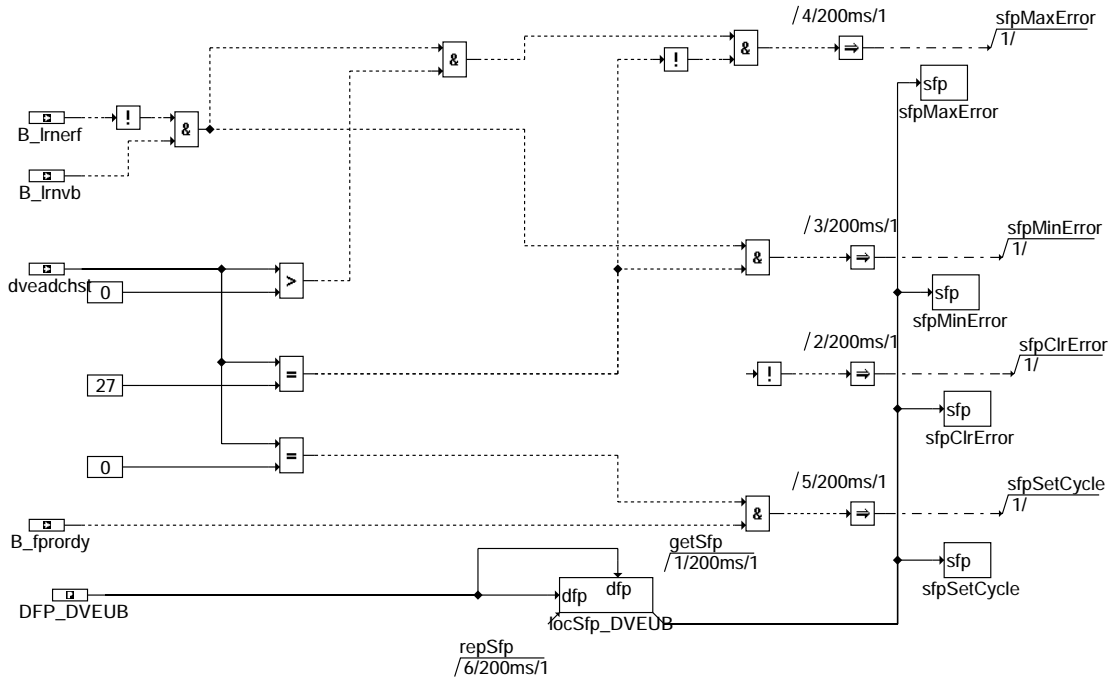 /4/200ms/1
sfpMaxError
1/
&
&
!
⇒
sfp
sfpMaxError
!
&
B_lrnerf
B_lrnvb
/3/200ms/1
sfpMinError
1/
&
⇒
dveadchst
>
0
sfp
sfpMinError
/2/200ms/1
sfpClrError
1/
!
⇒
=
27
sfp
sfpClrError
=
0
/5/200ms/1
sfpSetCycle
1/
&
⇒
B_fprordy
getSfp
/1/200ms/1
sfp
sfpSetCycle
dfp
dfp
DFP_DVEUB
locSfp_DVEUB
repSfp
/6/200ms/1